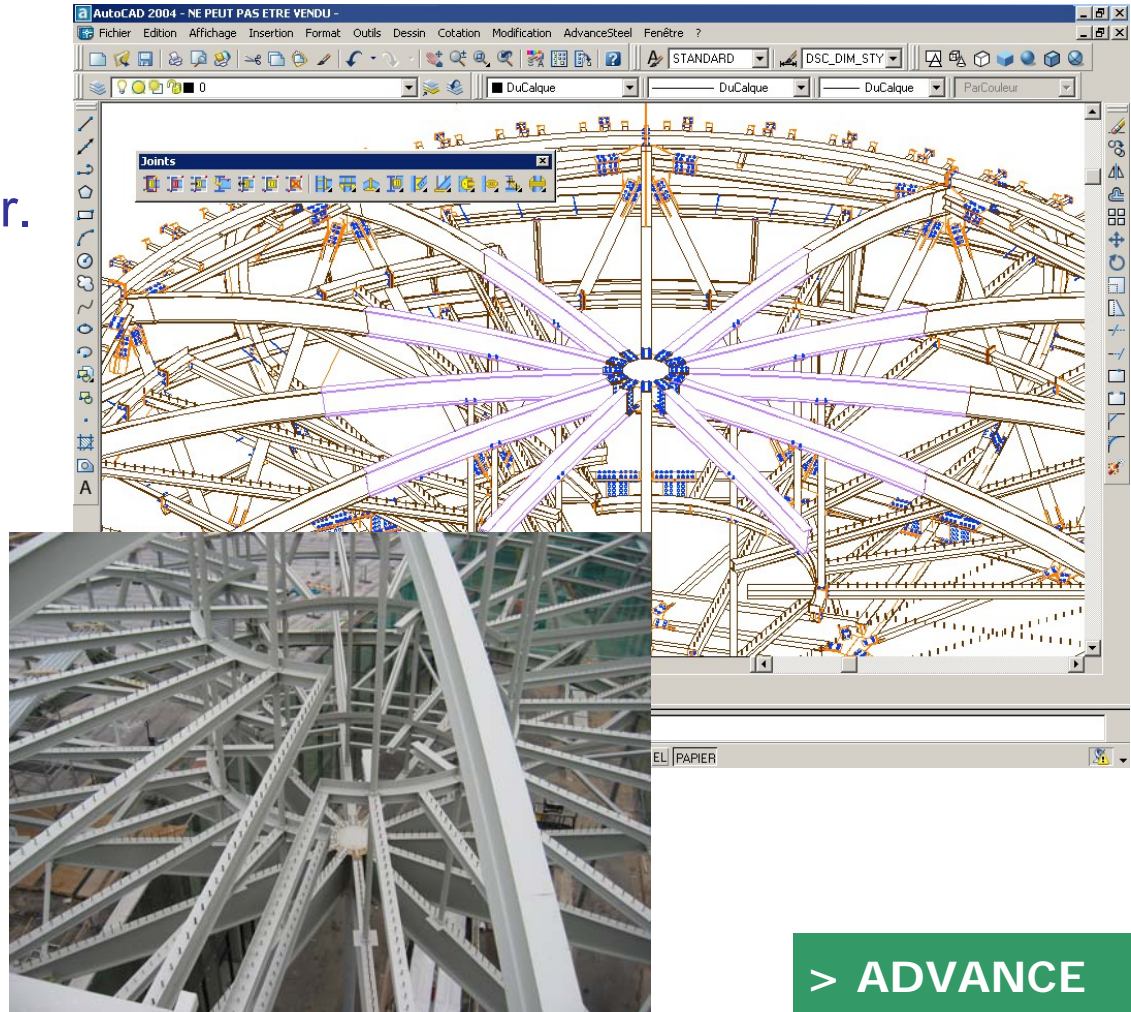 AutoCAD 2004 - NE PEUT PAS ETRE VENDU -
Fichier Edition Affichage Insertion Format Outils Dessin Cotation Modification AdvanceSteel Fenêtre ?
STANDARD DSC_DIM_STY
0 DuCalque DuCalque DuCalque ParCouleur
Joints
r.
A
EL PAPIER
> ADVANCE